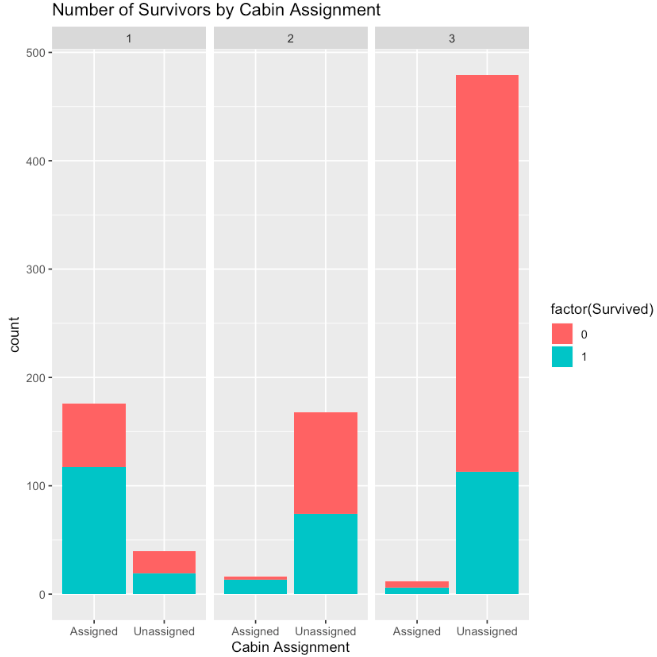 Number of Survivors by Cabin Assignment
1 2 3
500
400
300
200
100
0
count
Assigned Unassigned Assigned Unassigned Assigned Unassigned
Cabin Assignment
factor(Survived)
0
1